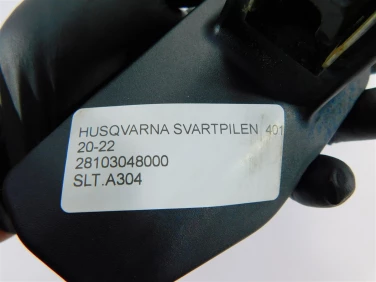 HUSQVARNA SVARTPILEN 401
20-22
28103048000
SLT.A304